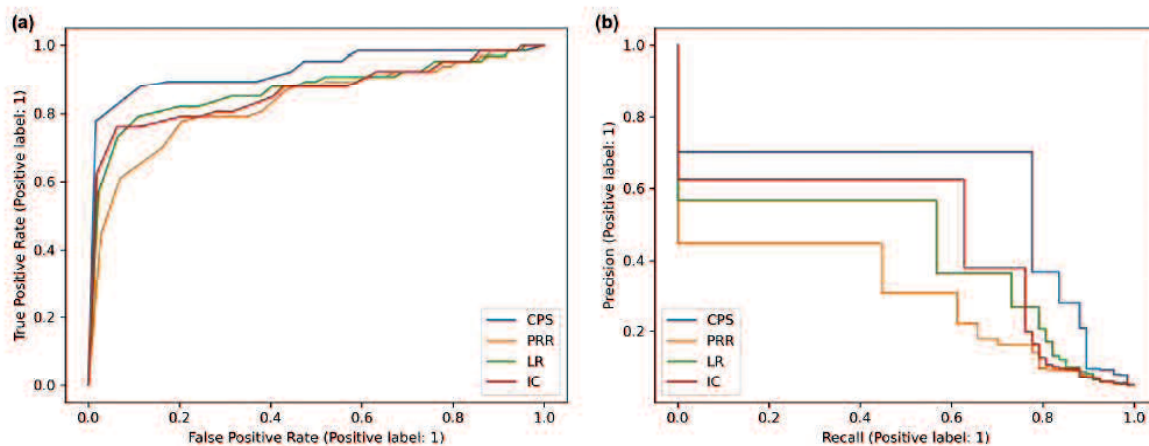 (a)
1.0
0.8
0.6
0.4
0.2
0.0
True Positive Rate (Positive label: 1)
0.0 0.2 0.4 0.6 0.8 1.0
False Positive Rate (Positive label: 1)
CPS
PRR
LR
IC
(b)
1.0
0.8
0.6
0.4
0.2
Precision (Positive label: 1)
0.0 0.2 0.4 0.6 0.8 1.0
Recall (Positive label: 1)
CPS
PRR
LR
IC